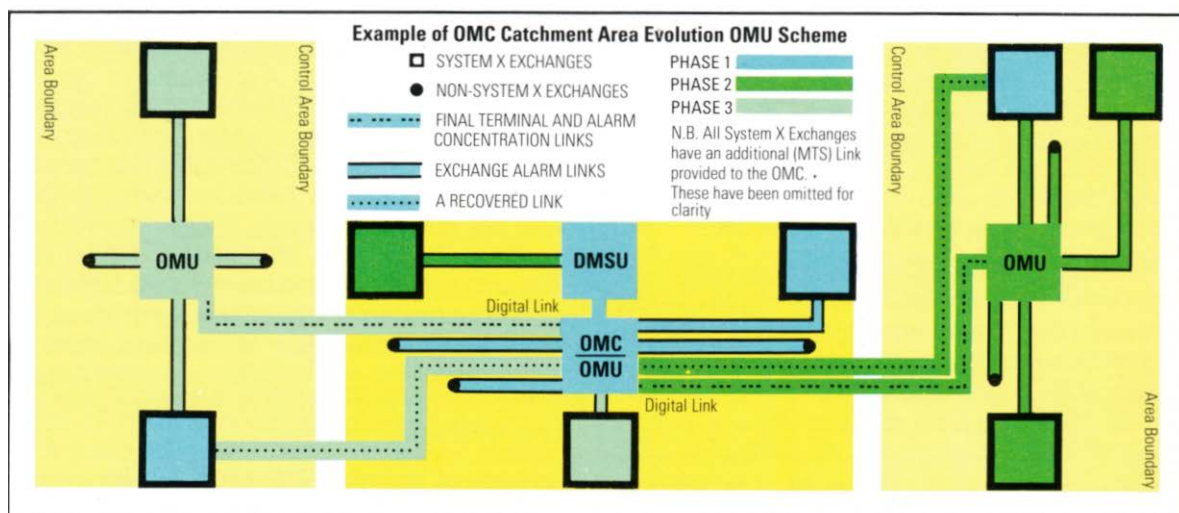 Example of OMC Catchment Area Evolution OMU Scheme
SYSTEM X EXCHANGES
NON-SYSTEM X EXCHANGES
FINAL TERMINAL AND ALARM
CONCENTRATION LINKS
EXCHANGE ALARM LINKS
A RECOVERED LINK
PHASE 1
PHASE 2
PHASE 3
N.B. All System X Exchanges
have an additional (MTS) Link
provided to the OMC.
These have been omitted for
clarity
Area Boundary
Control Area Boundary
OMU
DMSU
Digital Link
OMC
OMU
Digital Link
Control Area Boundary
OMU
Area Boundary